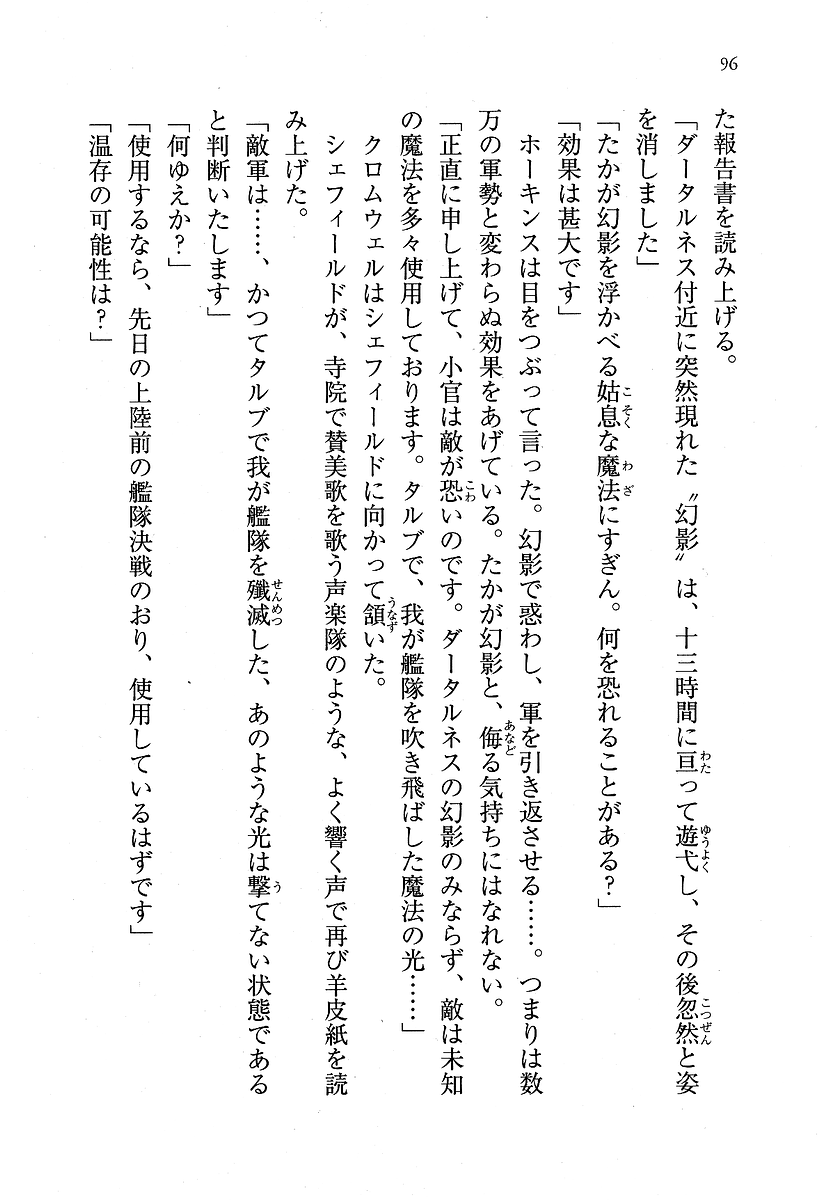 96
た報告書を読み上げる。
「ダータルネス付近に突然現れた〝幻影〟は、十三時間に亘って遊弋し、その後忽然と姿
を消しました」
「たかが幻影を浮かべる姑息な魔法にすぎん。何を恐れることがある？」
「効果は甚大です」
ホーキンスは目をつぶって言った。幻影で惑わし、軍を引き返させる……。つまりは数
万の軍勢と変わらぬ効果をあげている。たかが幻影と、侮る気持ちにはなれない。
「正直に申し上げて、小官は敵が恐いのです。ダータルネスの幻影のみならず、敵は未知
の魔法を多々使用しております。タルブで、我が艦隊を吹き飛ばした魔法の光……」
クロムウェルはシェフィールドに向かって頷いた。
シェフィールドが、寺院で賛美歌を歌う声楽隊のような、よく響く声で再び羊皮紙を読
み上げた。
「敵軍は……、かつてタルブで我が艦隊を殲滅した、あのような光は撃てない状態である
と判断いたします」
「何ゆえか？」
「使用するなら、先日の上陸前の艦隊決戦のおり、使用しているはずです」
「温存の可能性は？」